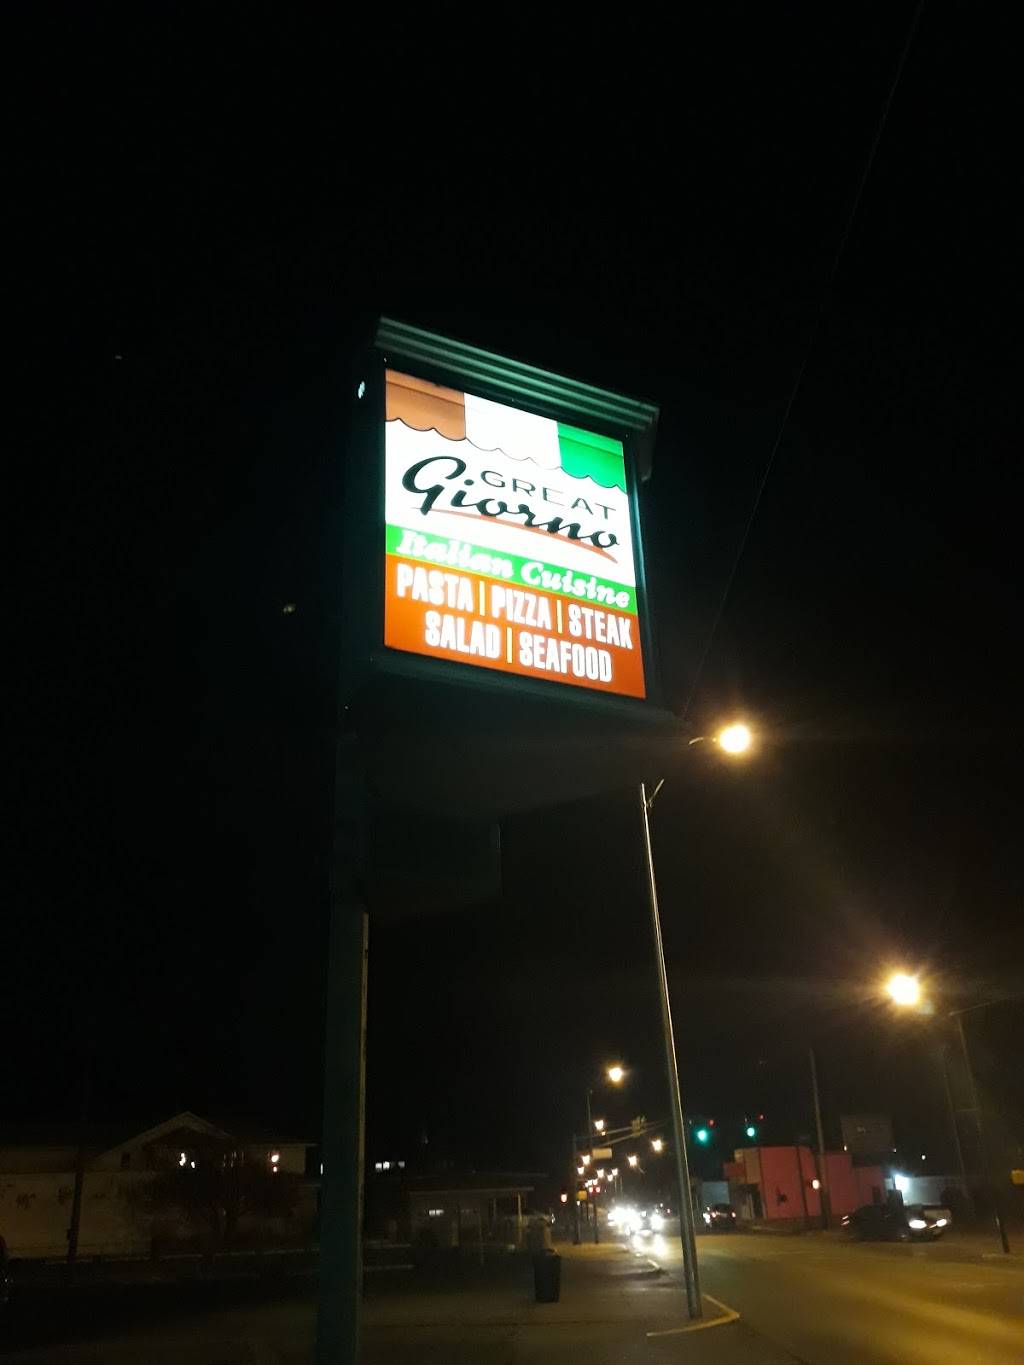 GREAT
Giorno
Italian Cuisine
PASTA | PIZZA | STEAK
SALAD | SEAFOOD